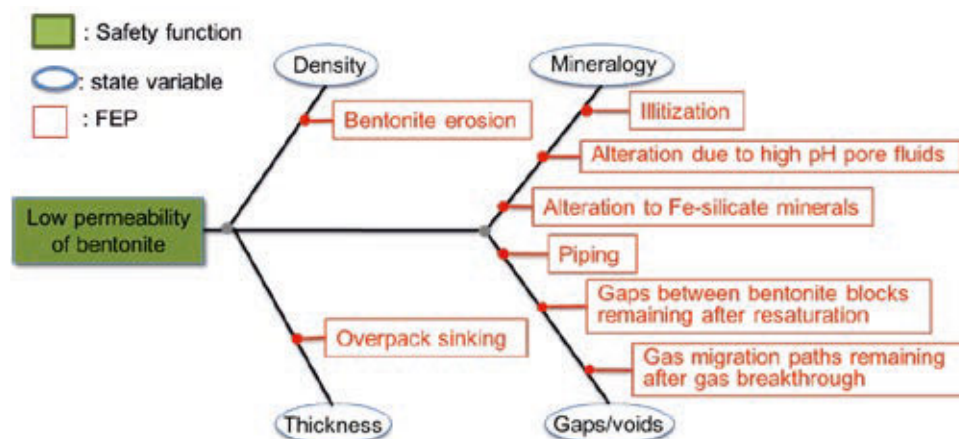 : Safety function
: state variable
: FEP
Density
Mineralogy
Bentonite erosion
Illitization
Alteration due to high pH pore fluids
Alteration to Fe-silicate minerals
Low permeability
of bentonite
Piping
Gaps between bentonite blocks
remaining after resaturation
Overpack sinking
Gas migration paths remaining
after gas breakthrough
Thickness
Gaps/voids